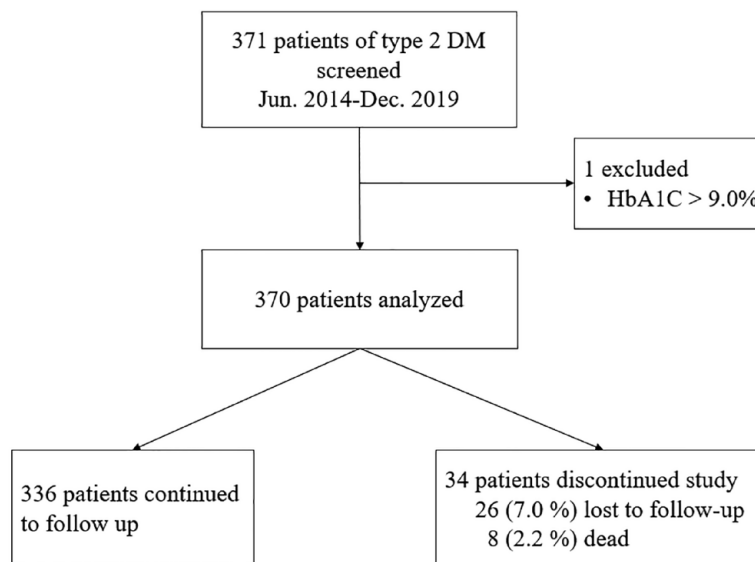 371 patients of type 2 DM
screened
Jun. 2014-Dec. 2019
1 excluded
• HbA1C > 9.0%
370 patients analyzed
336 patients continued
to follow up
34 patients discontinued study
26 (7.0 %) lost to follow-up
8 (2.2 %) dead